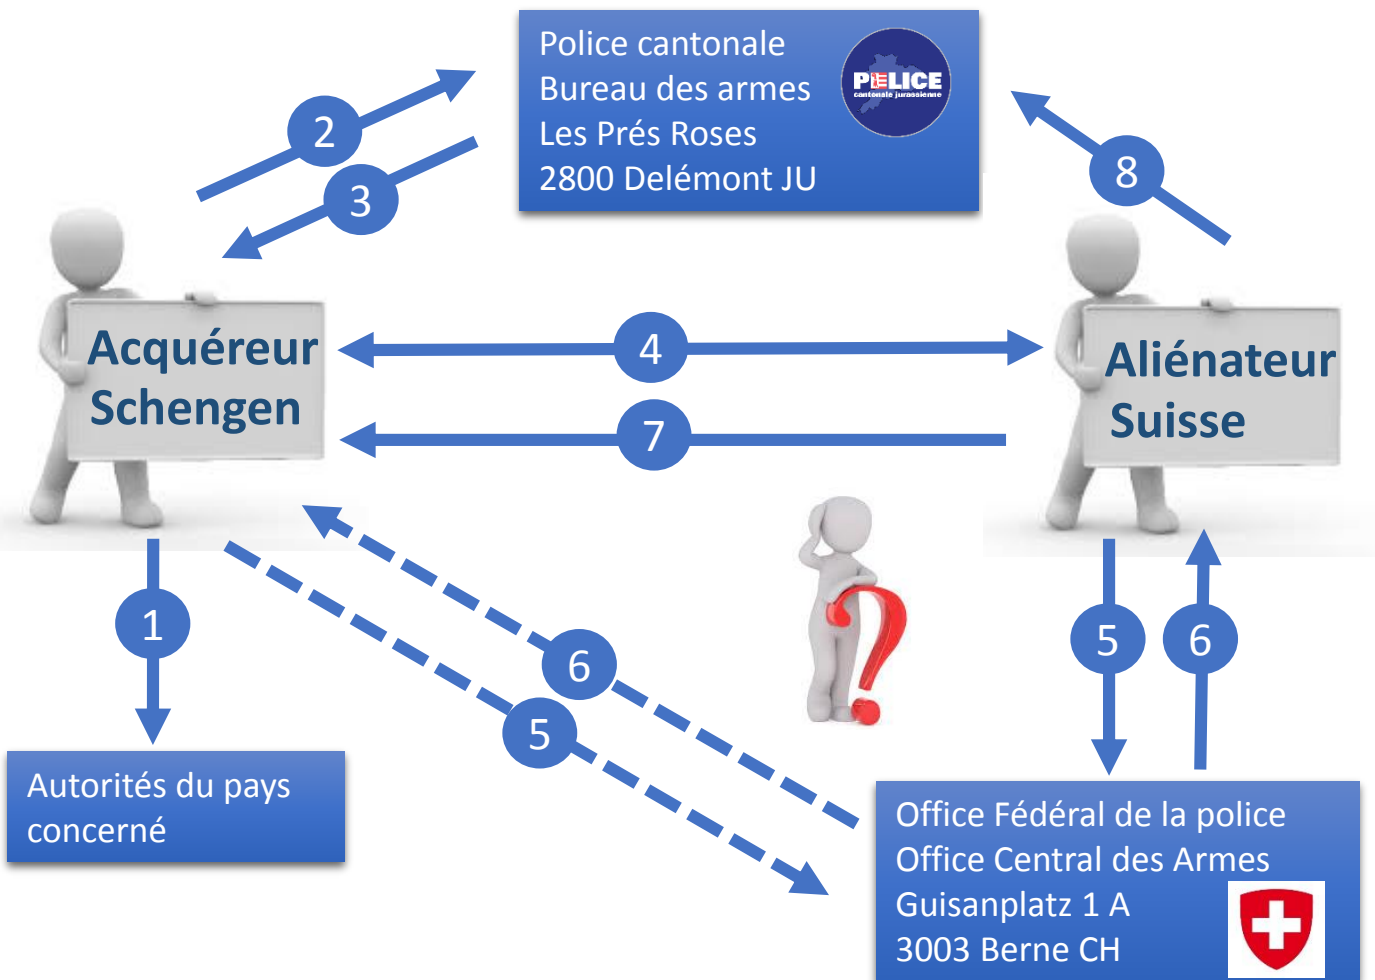 Police cantonale
Bureau des armes
Les Prés Roses
2800 Delémont JU
POLICE
cantonale jurassienne
2
3
8
Acquéreur
Schengen
4
7
Aliénateur
Suisse
1
6
5
5
6
Autorités du pays
concerné
Office Fédéral de la police
Office Central des Armes
Guisanplatz 1 A
3003 Berne CH